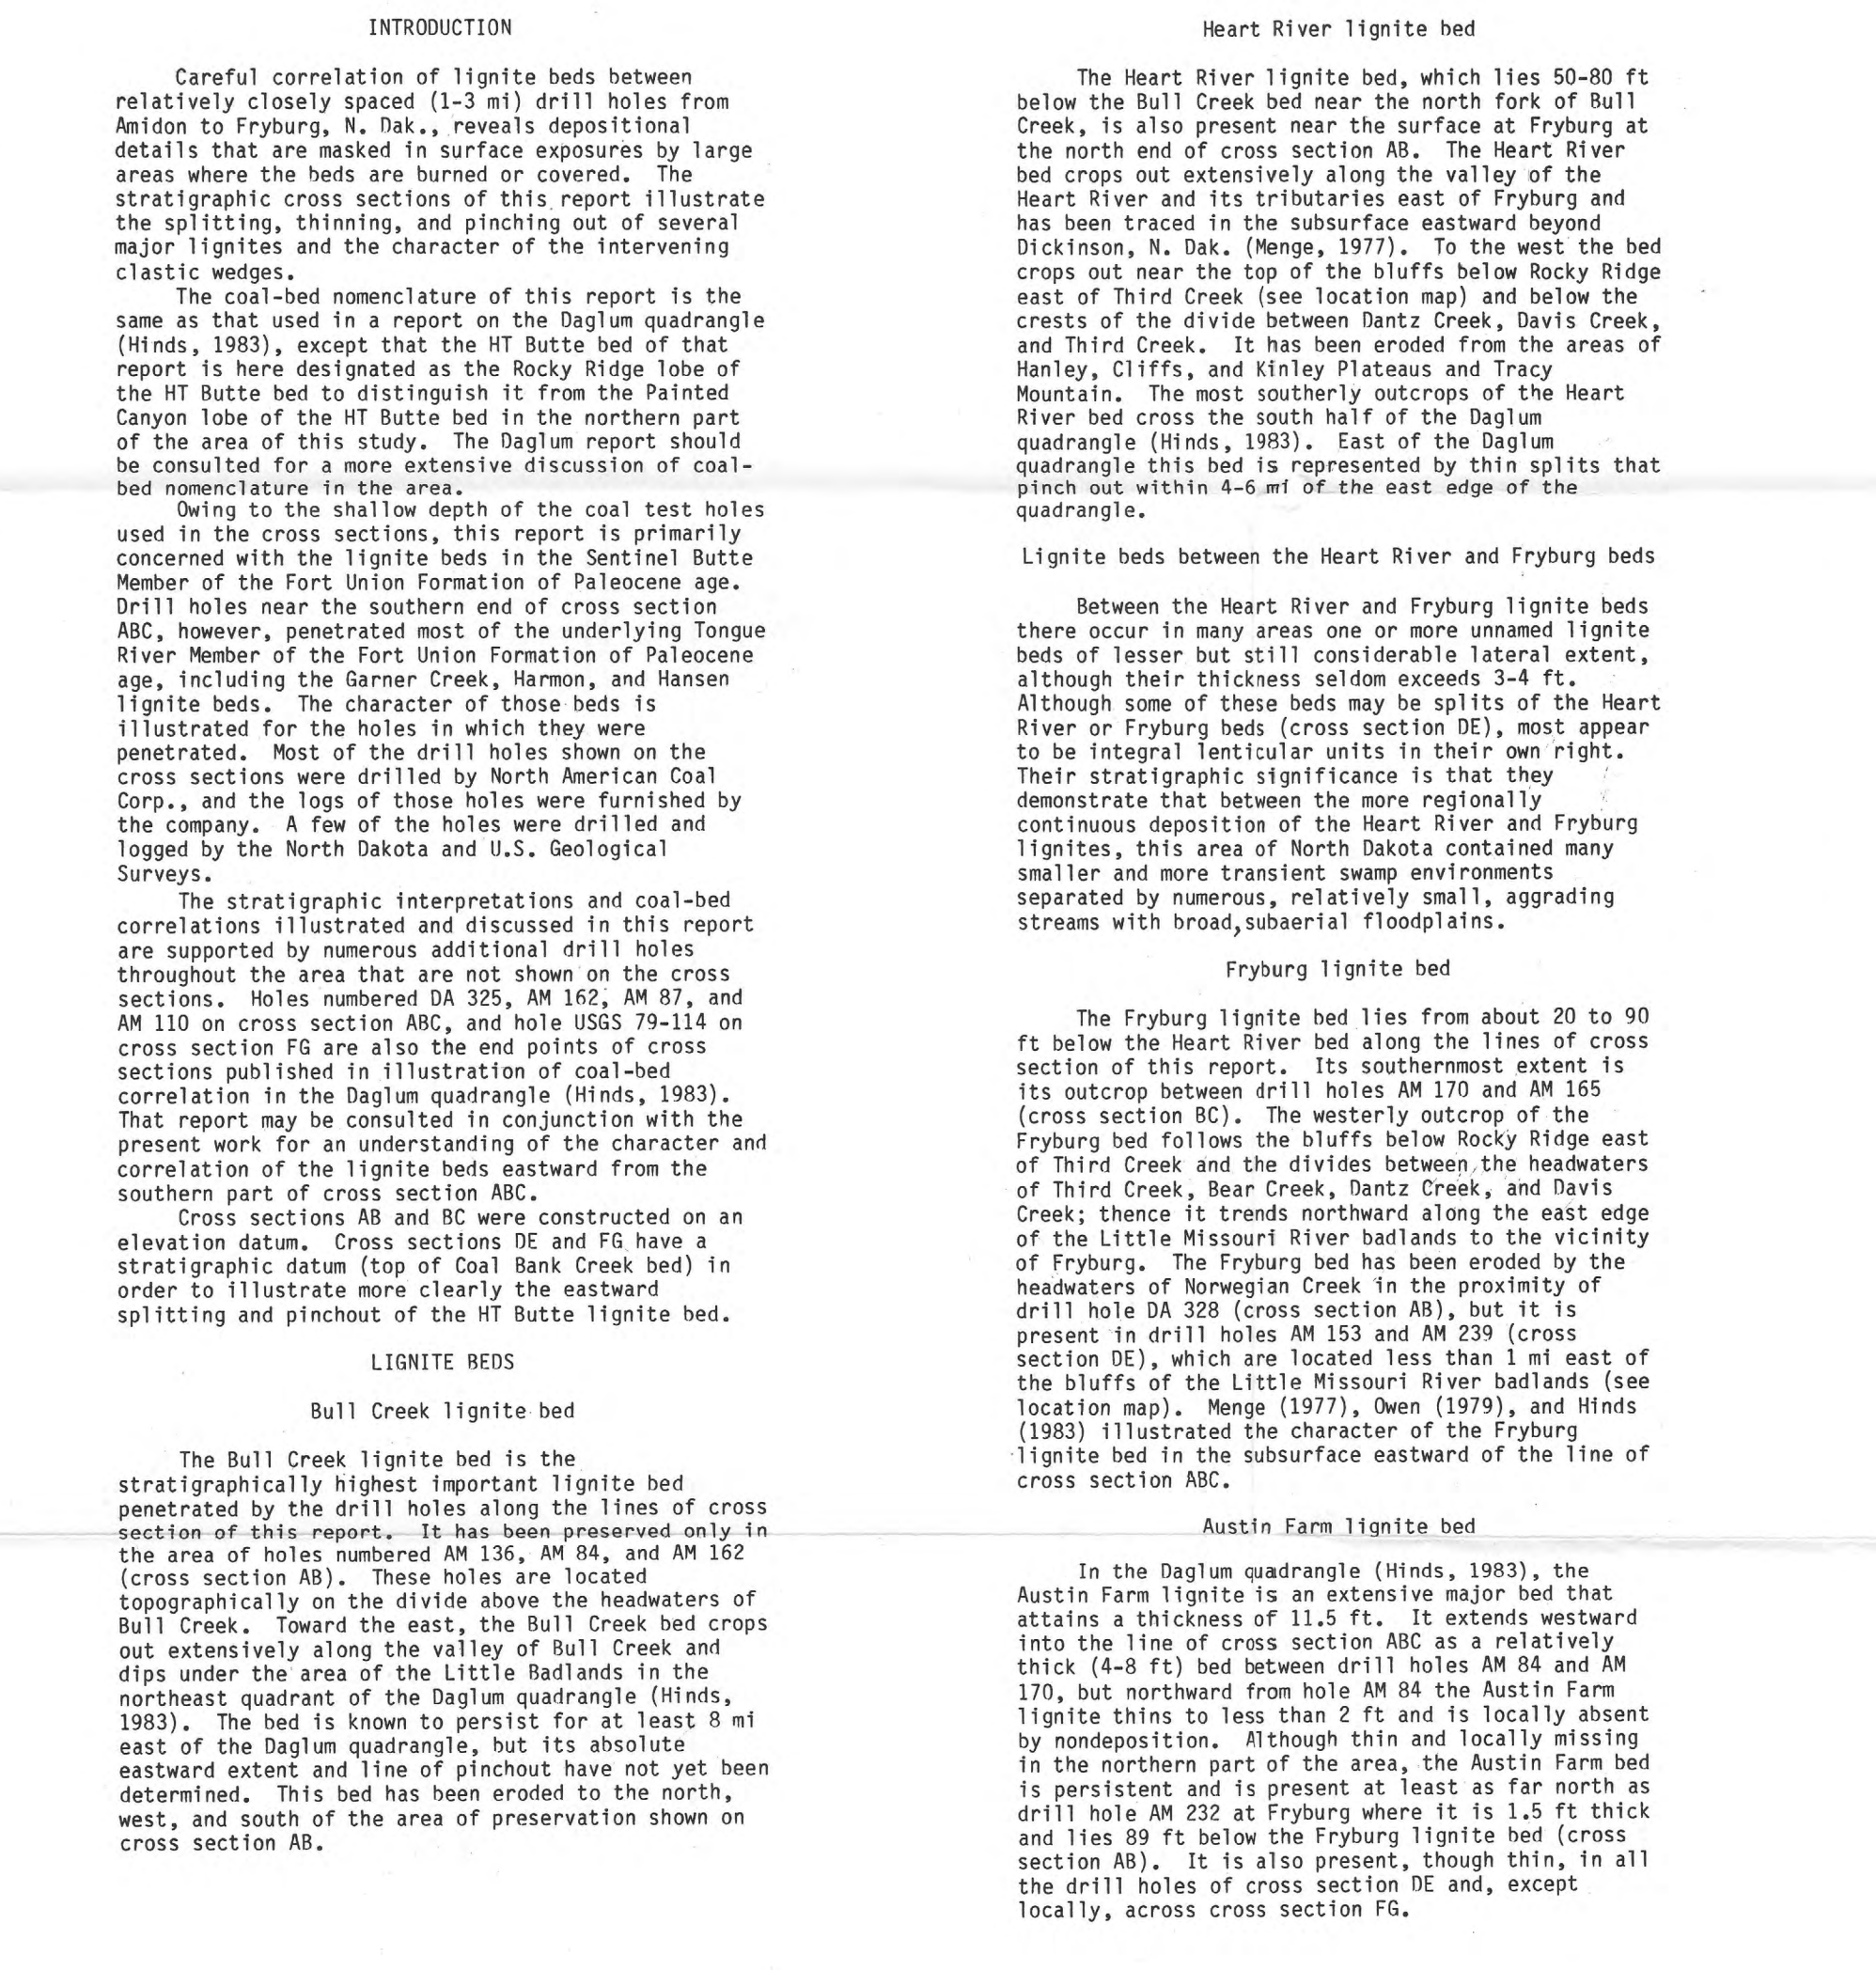 INTRODUCTION
Careful correlation of lignite beds between
relatively closely spaced (1-3 mi) drill holes from
Amidon to Fryburg, N. Dak., reveals depositional
details that are masked in surface exposures by large
areas where the beds are burned or covered. The
stratigraphic cross sections of this report illustrate
the splitting, thinning, and pinching out of several
major lignites and the character of the intervening
clastic wedges.
The coal-bed nomenclature of this report is the
same as that used in a report on the Daglum quadrangle
(Hinds, 1983), except that the HT Butte bed of that
report is here designated as the Rocky Ridge lobe of
the HT Butte bed to distinguish it from the Painted
Canyon lobe of the HT Butte bed in the northern part
of the area of this study. The Daglum report should
be consulted for a more extensive discussion of coal-
bed nomenclature in the area.
Owing to the shallow depth of the coal test holes
used in the cross sections, this report is primarily
concerned with the lignite beds in the Sentinel Butte
Member of the Fort Union Formation of Paleocene age.
Drill holes near the southern end of cross section
ABC, however, penetrated most of the underlying Tongue
River Member of the Fort Union Formation of Paleocene
age, including the Garner Creek, Harmon, and Hansen
lignite beds. The character of those beds is
illustrated for the holes in which they were
penetrated. Most of the drill holes shown on the
cross sections were drilled by North American Coal
Corp., and the logs of those holes were furnished by
the company. A few of the holes were drilled and
logged by the North Dakota and U.S. Geological
Surveys.
The stratigraphic interpretations and coal-bed
correlations illustrated and discussed in this report
are supported by numerous additional drill holes
throughout the area that are not shown on the cross
sections. Holes numbered DA 325, AM 162, AM 87, and
AM 110 on cross section ABC, and hole USGS 79-114 on
cross section FG are also the end points of cross
sections published in illustration of coal-bed
correlation in the Daglum quadrangle (Hinds, 1983).
That report may be consulted in conjunction with the
present work for an understanding of the character and
correlation of the lignite beds eastward from the
southern part of cross section ABC.
Cross sections AB and BC were constructed on an
elevation datum. Cross sections DE and FG have a
stratigraphic datum (top of Coal Bank Creek bed) in
order to illustrate more clearly the eastward
splitting and pinchout of the HT Butte lignite bed.
LIGNITE BEDS
Bull Creek lignite bed
The Bull Creek lignite bed is the
stratigraphically highest important lignite bed
penetrated by the drill holes along the lines of cross
section of this report. It has been preserved only in
the area of holes numbered AM 136, AM 84, and AM 162
(cross section AB). These holes are located
topographically on the divide above the headwaters of
Bull Creek. Toward the east, the Bull Creek bed crops
out extensively along the valley of Bull Creek and
dips under the area of the Little Badlands in the
northeast quadrant of the Daglum quadrangle (Hinds,
1983). The bed is known to persist for at least 8 mi
east of the Daglum quadrangle, but its absolute
eastward extent and line of pinchout have not yet been
determined. This bed has been eroded to the north,
west, and south of the area of preservation shown on
cross section AB.
Heart River lignite bed
The Heart River lignite bed, which lies 50-80 ft
below the Bull Creek bed near the north fork of Bull
Creek, is also present near the surface at Fryburg at
the north end of cross section AB. The Heart River
bed crops out extensively along the valley of the
Heart River and its tributaries east of Fryburg and
has been traced in the subsurface eastward beyond
Dickinson, N. Dak. (Menge, 1977). To the west the bed
crops out near the top of the bluffs below Rocky Ridge
east of Third Creek (see location map) and below the
crests of the divide between Dantz Creek, Davis Creek,
and Third Creek. It has been eroded from the areas of
Hanley, Cliffs, and Kinley Plateaus and Tracy
Mountain. The most southerly outcrops of the Heart
River bed cross the south half of the Daglum
quadrangle (Hinds, 1983). East of the Daglum
quadrangle this bed is represented by thin splits that
pinch out within 4-6 mi of the east edge of the
quadrangle.
Lignite beds between the Heart River and Fryburg beds
Between the Heart River and Fryburg lignite beds
there occur in many areas one or more unnamed lignite
beds of lesser but still considerable lateral extent,
although their thickness seldom exceeds 3-4 ft.
Although some of these beds may be splits of the Heart
River or Fryburg beds (cross section DE), most appear
to be integral lenticular units in their own right.
Their stratigraphic significance is that they
demonstrate that between the more regionally
continuous deposition of the Heart River and Fryburg
lignites, this area of North Dakota contained many
smaller and more transient swamp environments
separated by numerous, relatively small, aggrading
streams with broad, subaerial floodplains.
Fryburg lignite bed
The Fryburg lignite bed lies from about 20 to 90
ft below the Heart River bed along the lines of cross
section of this report. Its southernmost extent is
its outcrop between drill holes AM 170 and AM 165
(cross section BC). The westerly outcrop of the
Fryburg bed follows the bluffs below Rocky Ridge east
of Third Creek and the divides between the headwaters
of Third Creek, Bear Creek, Dantz Creek, and Davis
Creek; thence it trends northward along the east edge
of the Little Missouri River badlands to the vicinity
of Fryburg. The Fryburg bed has been eroded by the
headwaters of Norwegian Creek in the proximity of
drill hole DA 328 (cross section AB), but it is
present in drill holes AM 153 and AM 239 (cross
section DE), which are located less than 1 mi east of
the bluffs of the Little Missouri River badlands (see
location map). Menge (1977), Owen (1979), and Hinds
(1983) illustrated the character of the Fryburg
lignite bed in the subsurface eastward of the line of
cross section ABC.
Austin Farm lignite bed
In the Daglum quadrangle (Hinds, 1983), the
Austin Farm lignite is an extensive major bed that
attains a thickness of 11.5 ft. It extends westward
into the line of cross section ABC as a relatively
thick (4-8 ft) bed between drill holes AM 84 and AM
170, but northward from hole AM 84 the Austin Farm
lignite thins to less than 2 ft and is locally absent
by nondeposition. Although thin and locally missing
in the northern part of the area, the Austin Farm bed
is persistent and is present at least as far north as
drill hole AM 232 at Fryburg where it is 1.5 ft thick
and lies 89 ft below the Fryburg lignite bed (cross
section AB). It is also present, though thin, in all
the drill holes of cross section DE and, except
locally, across cross section FG.